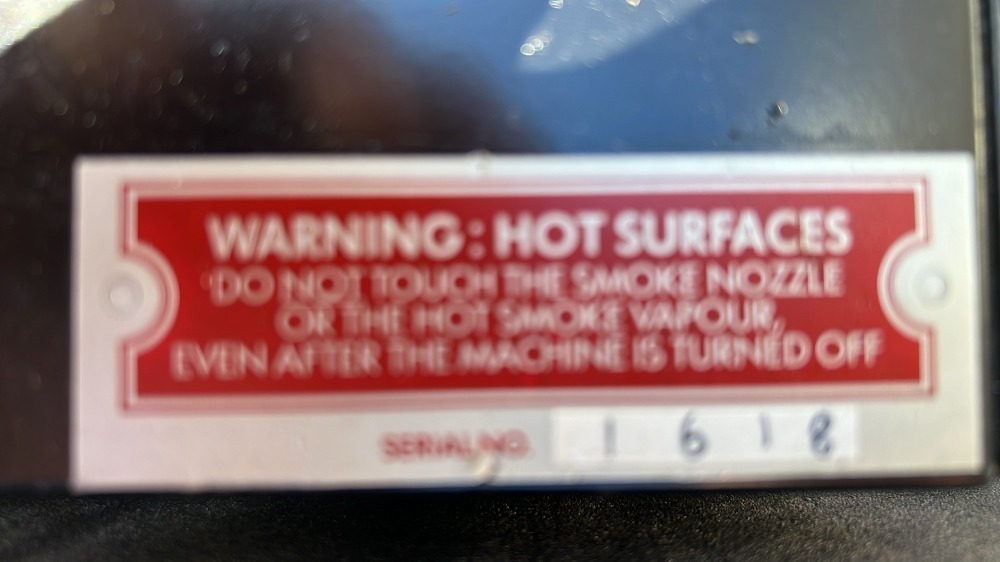 WARNING: HOT SURFACES
DO NOT TOUCH THE SMOKE NOZZLE
OR THE HOT SMOKE VAPOUR,
EVEN AFTER THE MACHINE IS TURNED OFF
SERIAL NO. 1618